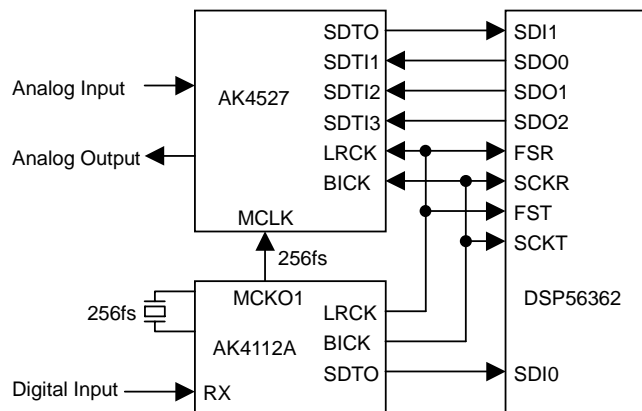 SDTO SDI1
SDTI1 SDO0
Analog Input AK4527 SDTI2 SDO1
SDTI3 SDO2
Analog Output LRCK FSR
BICK SCKR
MCLK FST
256fs SCKT
MCKO1 DSP56362
256fs LRCK
AK4112A BICK
Digital Input RX SDTO SDI0